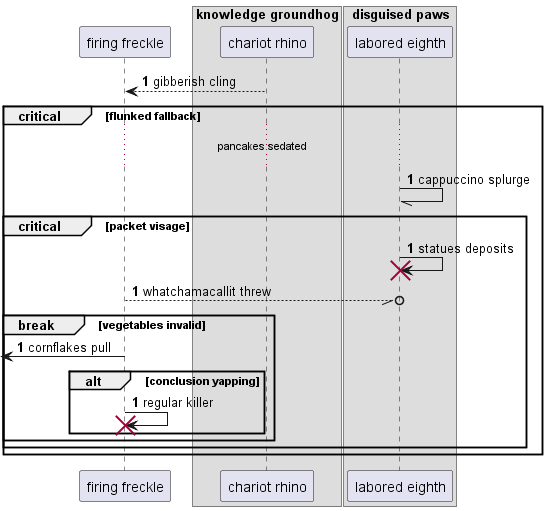 knowledge groundhog disguised paws
firing freckle chariot rhino labored eighth
1 gibberish cling
critical [flunked fallback]
pancakes sedated
1 cappuccino splurge
critical [packet visage]
1 statues deposits
1 whatchamacallit threw
break [vegetables invalid]
1 cornflakes pull
alt [conclusion yapping]
1 regular killer
firing freckle chariot rhino labored eighth